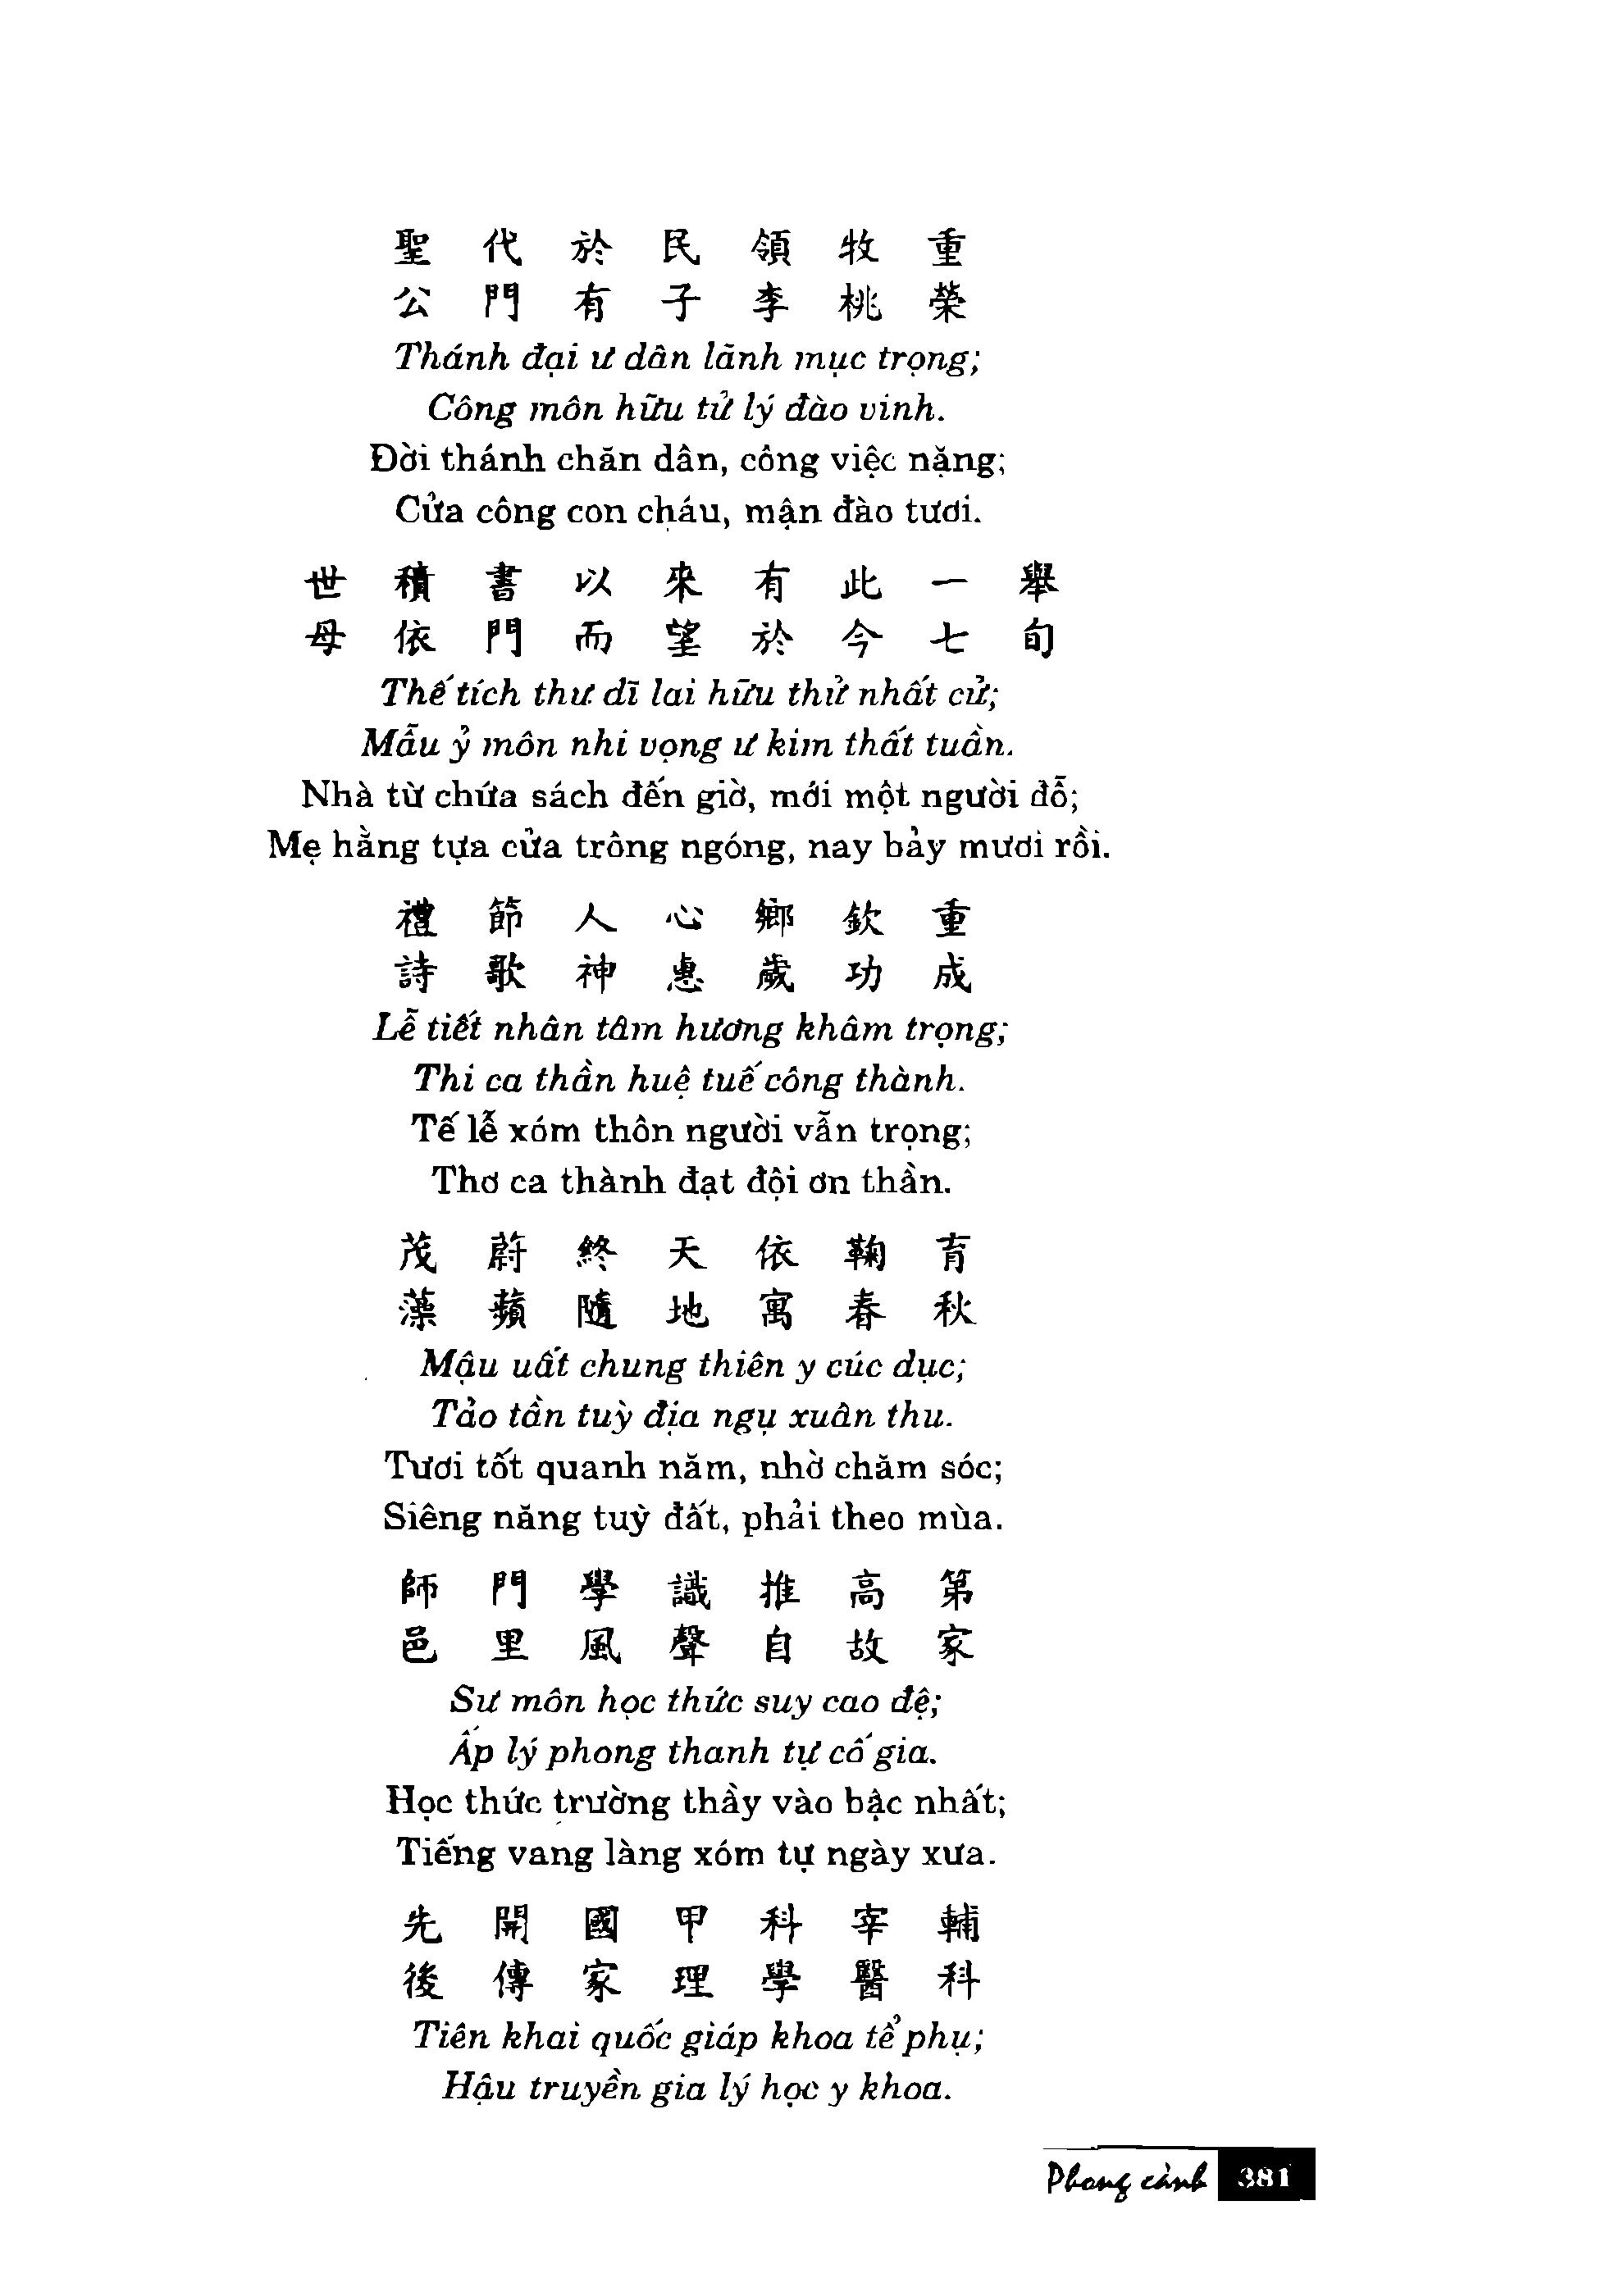 聖代於民領牧重
公門有子李桃榮
Thánh đại ư dân lãnh mục trọng;
Công môn hữu tử lý đào vinh.
Đời thánh chăn dân, công việc nặng;
Cửa công con cháu, mận đào tươi.
世積書以來有此一舉
母依門而望於今七旬
Thế tích thư dĩ lai hữu thử nhất cử;
Mẫu ỷ môn nhi vọng ư kim thất tuần.
Nhà từ chứa sách đến giờ, mới một người đỗ;
Mẹ hằng tựa cửa trông ngóng, nay bảy mươi rồi.
禮節人心鄉欽重
詩歌神惠歲功成
Lễ tiết nhân tâm hương khâm trọng;
Thi ca thần huệ tuế công thành.
Tế lễ xóm thôn người vẫn trọng;
Thơ ca thành đạt đội ơn thần.
茂蔚終天依鞠育
藻蘋隨地寓春秋
Mậu uất chung thiên y cúc dục;
Tảo tần tuỳ địa ngụ xuân thu.
Tươi tốt quanh năm, nhờ chăm sóc;
Siêng năng tuỳ đất, phải theo mùa.
師門學識推高第
邑里風聲自故家
Sư môn học thức suy cao đệ;
Ấp lý phong thanh tự cố gia.
Học thức trường thầy vào bậc nhất;
Tiếng vang làng xóm tự ngày xưa.
先開國甲科宰輔
後傳家理學醫科
Tiên khai quốc giáp khoa tể phụ;
Hậu truyền gia lý học y khoa.
Phong cảnh 381